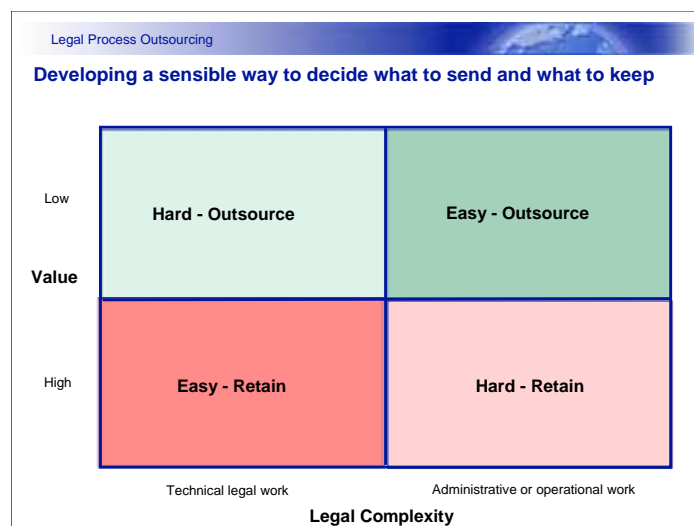 Legal Process Outsourcing
Developing a sensible way to decide what to send and what to keep
Low
Hard - Outsource
Easy - Outsource
Value
High
Easy - Retain
Hard - Retain
Technical legal work
Administrative or operational work
Legal Complexity